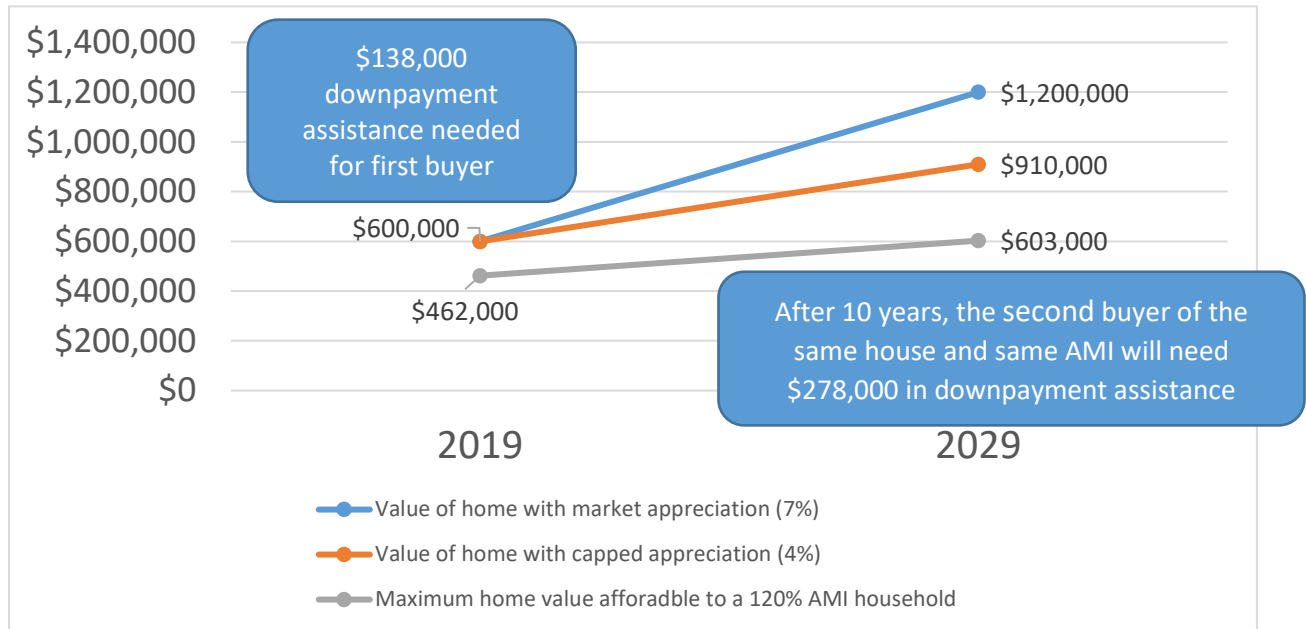 $1,400,000
$1,200,000
$1,000,000
$800,000
$600,000
$400,000
$200,000
$0
$138,000
downpayment
assistance needed
for first buyer
$600,000
$462,000
$1,200,000
$910,000
$603,000
After 10 years, the second buyer of the
same house and same AMI will need
$278,000 in downpayment assistance
2019
2029
Value of home with market appreciation (7%)
Value of home with capped appreciation (4%)
Maximum home value afforadble to a 120% AMI household